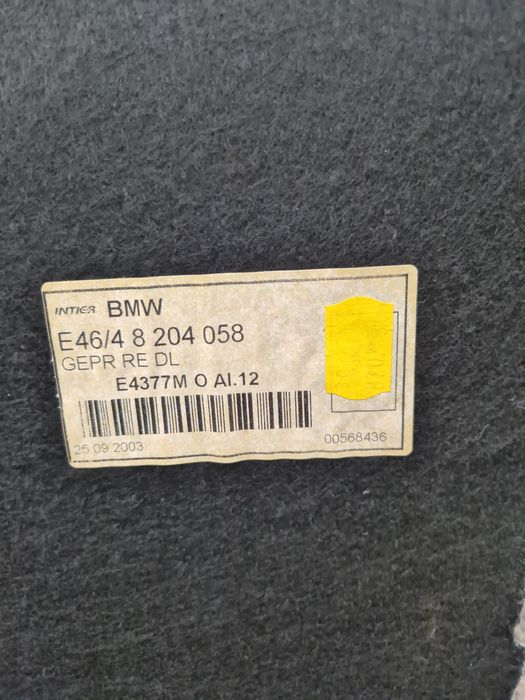 INTIER BMW
E46/4 8 204 058
GEPR RE DL
E4377M O AI.12
25 09 2003
00568436